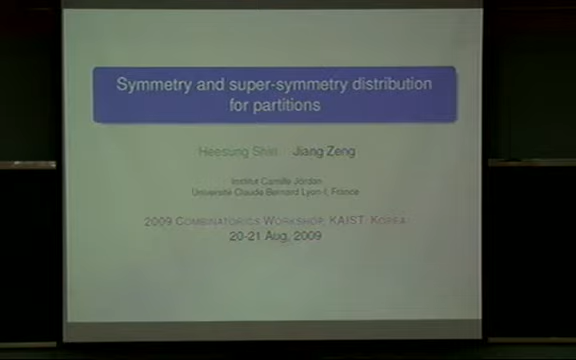 Symmetry and super-symmetry distribution
for partitions
Heesung Shin Jiang Zeng
Institut Camille Jordan
Université Claude Bernard Lyon-I, France
2009 COMBINATORICS WORKSHOP, KAIST, KOREA
20-21 Aug, 2009